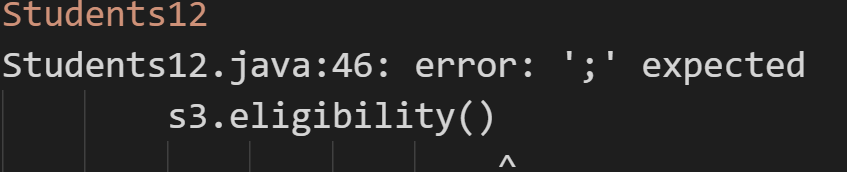 Students12
Students12.java:46: error: ';' expected
s3.eligibility()
^